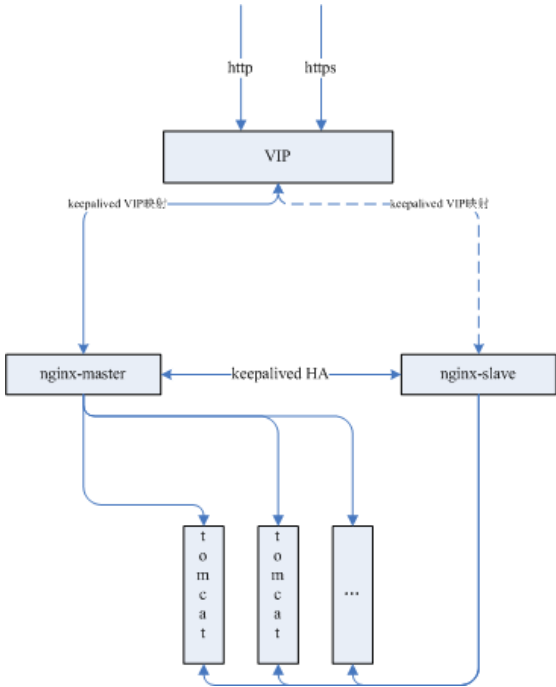 http https
VIP
keepalived VIP映射 keepalived VIP映射
nginx-master keepalived HA nginx-slave
tomcat tomcat ...